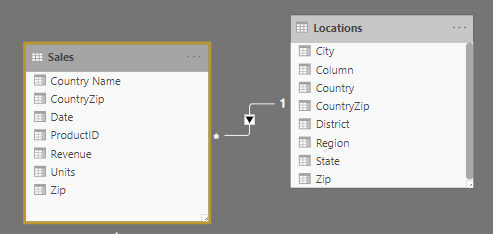 Sales
...
Country Name
CountryZip
Date
ProductID
Revenue
Units
Zip
*
1
Locations
...
City
Column
Country
CountryZip
District
Region
State
Zip